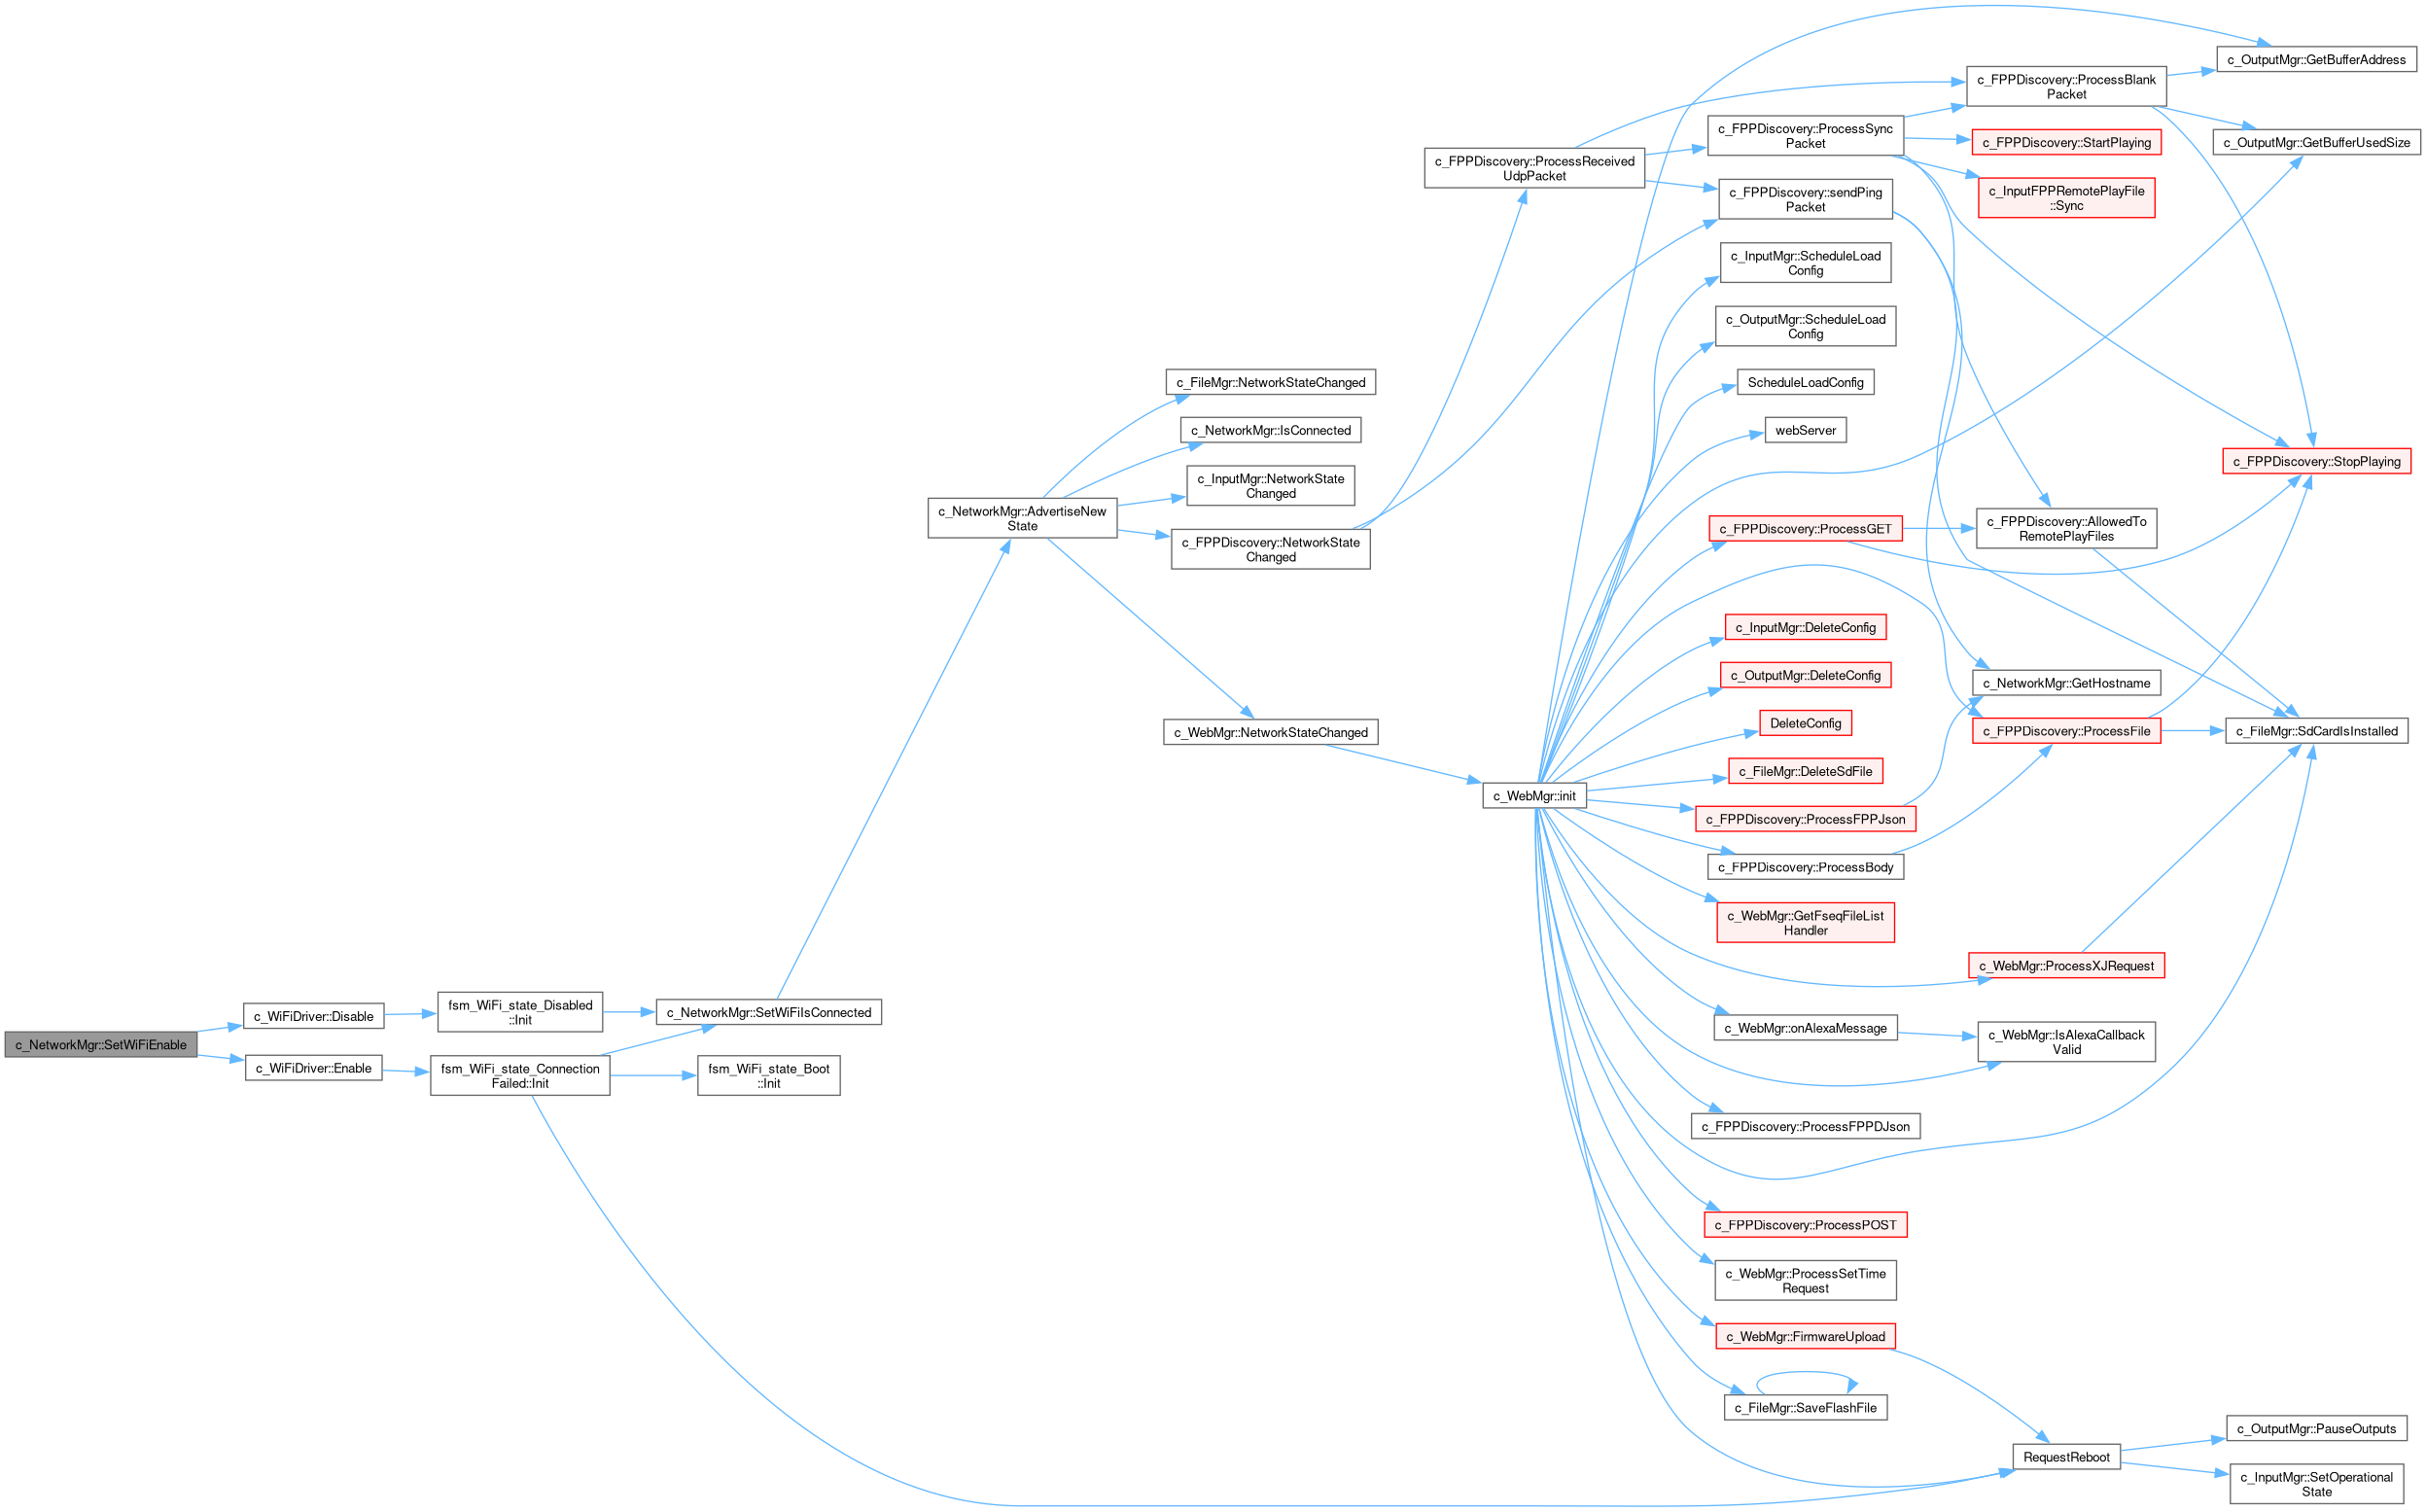 c_NetworkMgr::SetWiFiEnable
c_WiFiDriver::Disable
c_WiFiDriver::Enable
fsm_WiFi_state_Disabled
::Init
fsm_WiFi_state_Connection
Failed::Init
c_NetworkMgr::SetWiFiIsConnected
fsm_WiFi_state_Boot
::Init
c_NetworkMgr::AdvertiseNew
State
c_FileMgr::NetworkStateChanged
c_NetworkMgr::IsConnected
c_InputMgr::NetworkState
Changed
c_FPPDiscovery::NetworkState
Changed
c_WebMgr::NetworkStateChanged
c_FPPDiscovery::ProcessReceived
UdpPacket
c_WebMgr::init
c_FPPDiscovery::ProcessSync
Packet
c_FPPDiscovery::sendPing
Packet
c_InputMgr::ScheduleLoad
Config
c_OutputMgr::ScheduleLoad
Config
ScheduleLoadConfig
webServer
c_FPPDiscovery::ProcessGET
c_InputMgr::DeleteConfig
c_OutputMgr::DeleteConfig
DeleteConfig
c_FileMgr::DeleteSdFile
c_FPPDiscovery::ProcessFPPJson
c_FPPDiscovery::ProcessBody
c_WebMgr::GetFseqFileList
Handler
c_WebMgr::onAlexaMessage
c_FPPDiscovery::ProcessFPPDJson
c_FPPDiscovery::ProcessPOST
c_WebMgr::ProcessSetTime
Request
c_WebMgr::FirmwareUpload
c_FileMgr::SaveFlashFile
c_FPPDiscovery::ProcessBlank
Packet
c_FPPDiscovery::StartPlaying
c_InputFPPRemotePlayFile
::Sync
c_FPPDiscovery::AllowedTo
RemotePlayFiles
c_NetworkMgr::GetHostname
c_FPPDiscovery::ProcessFile
c_WebMgr::ProcessXJRequest
c_WebMgr::IsAlexaCallback
Valid
RequestReboot
c_OutputMgr::GetBufferAddress
c_OutputMgr::GetBufferUsedSize
c_FPPDiscovery::StopPlaying
c_FileMgr::SdCardIsInstalled
c_OutputMgr::PauseOutputs
c_InputMgr::SetOperational
State